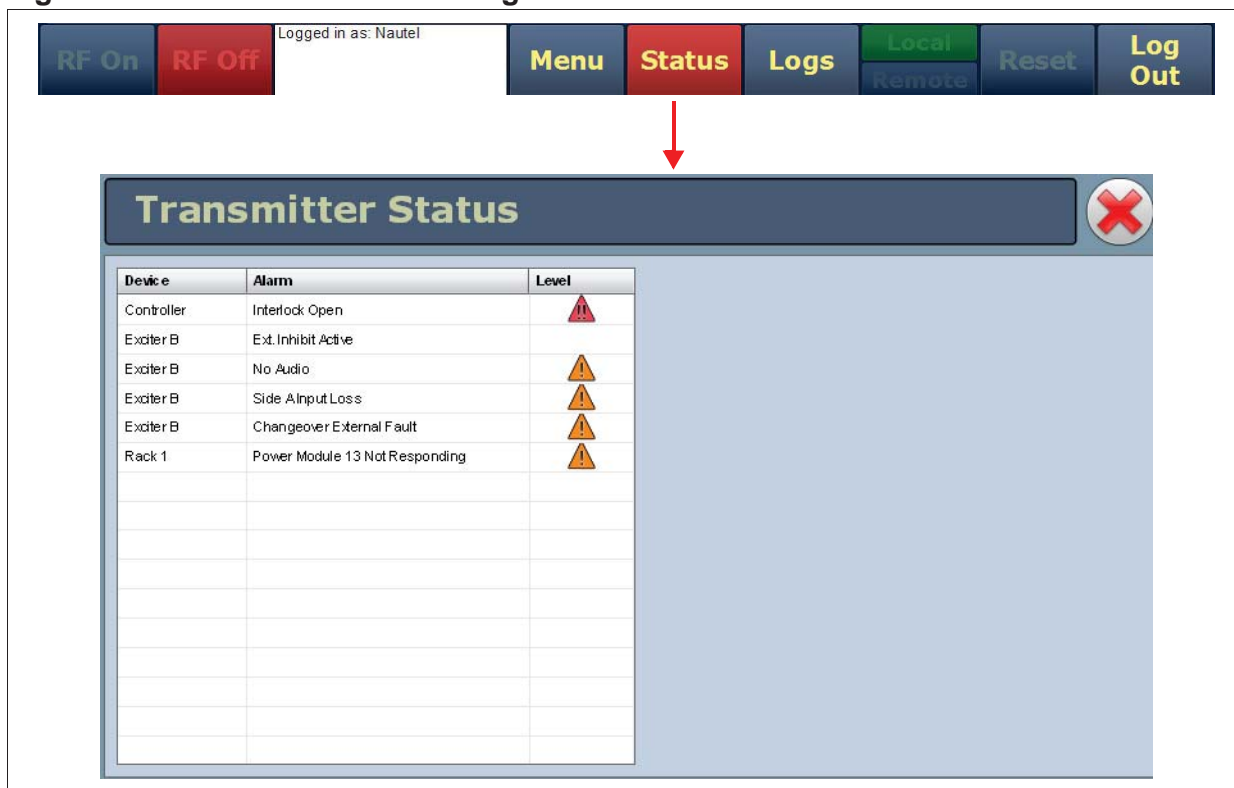 RF On RF Off Logged in as: Nautel Menu Status Logs Local Remote Reset Log Out
Transmitter Status
Device Alarm Level
Controller Interlock Open
Exciter B Ext. Inhibit Active
Exciter B No Audio
Exciter B Side A Input Loss
Exciter B Changeover External Fault
Rack 1 Power Module 13 Not Responding